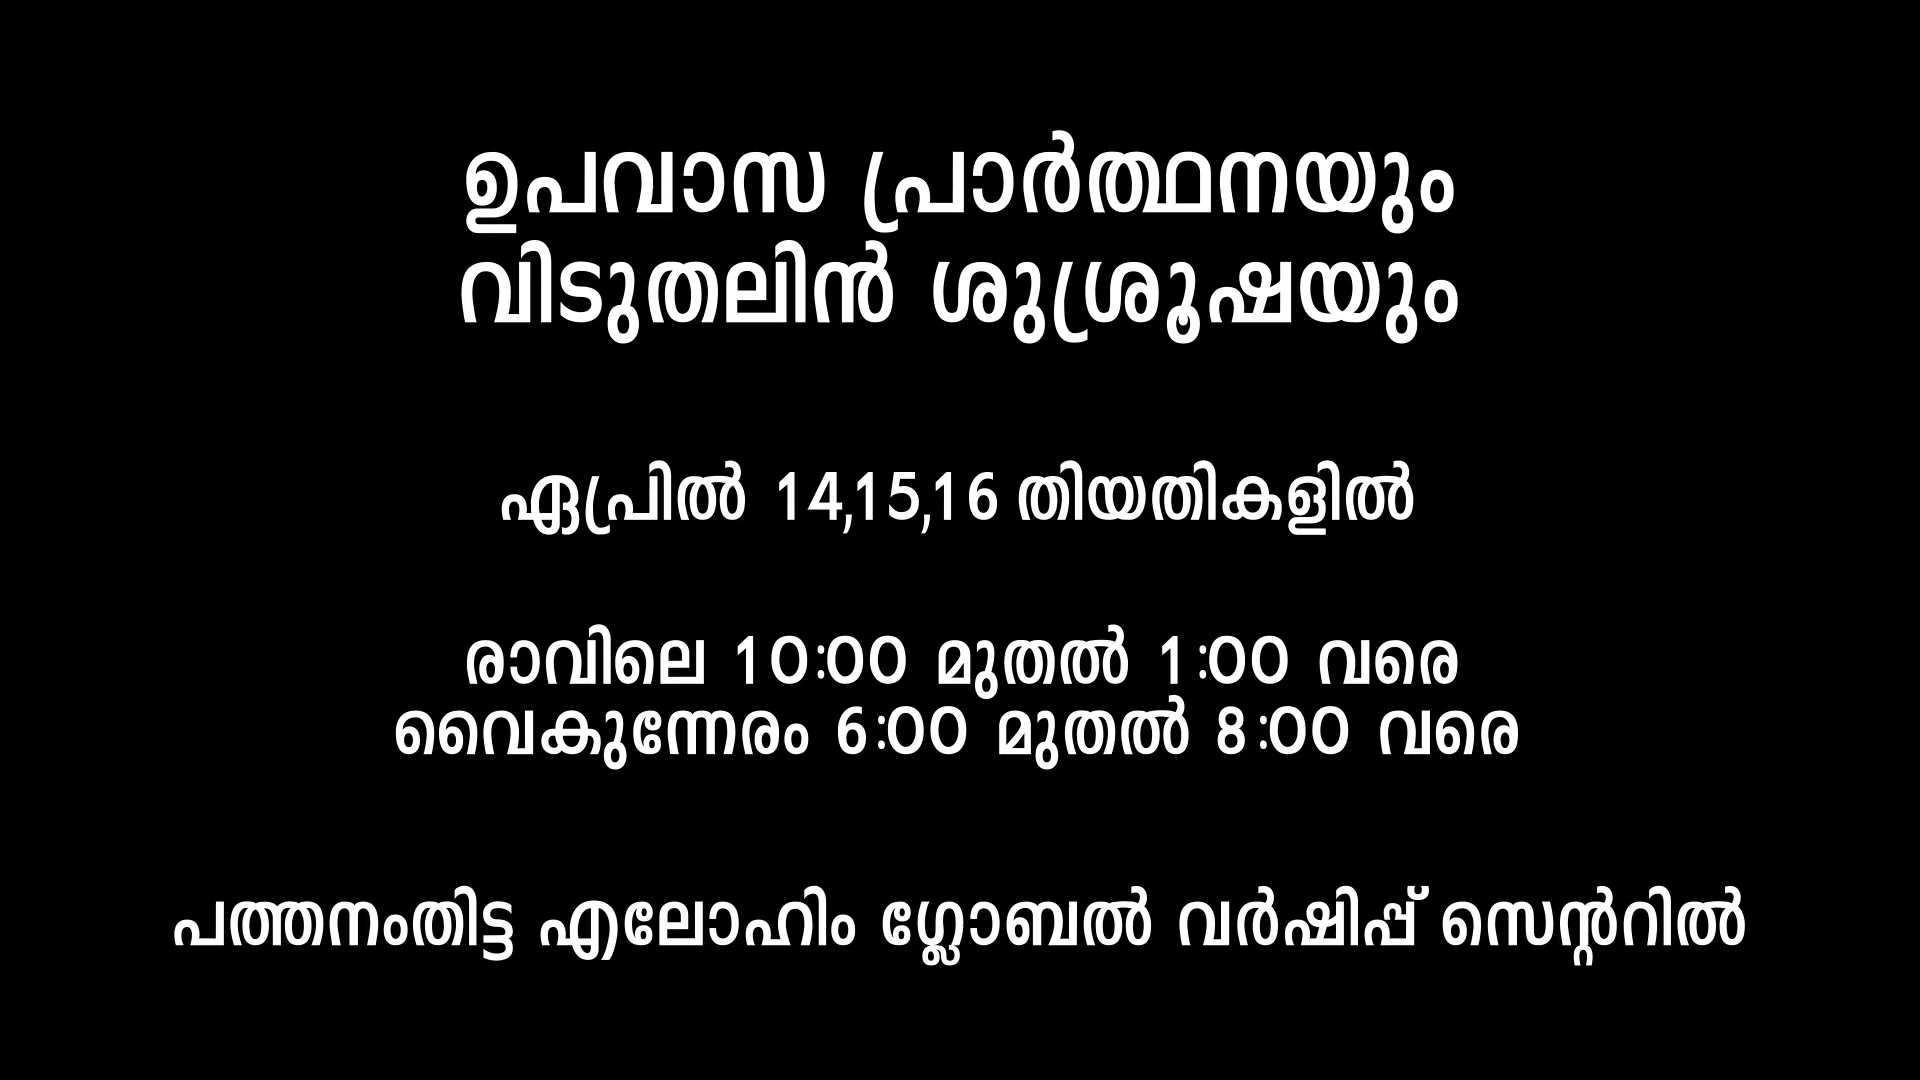 ഉപവാസ പ്രാർത്ഥനയും
വിടുതലിൻ ശുശ്രൂഷയും
ഏപ്രിൽ 14,15,16 തിയതികളിൽ
രാവിലെ 10:00 മുതൽ 1:00 വരെ
വൈകുന്നേരം 6:00 മുതൽ 8:00 വരെ
പത്തനംതിട്ട എലോഹിം ഗ്ലോബൽ വർഷിപ്പ് സെന്ററിൽ